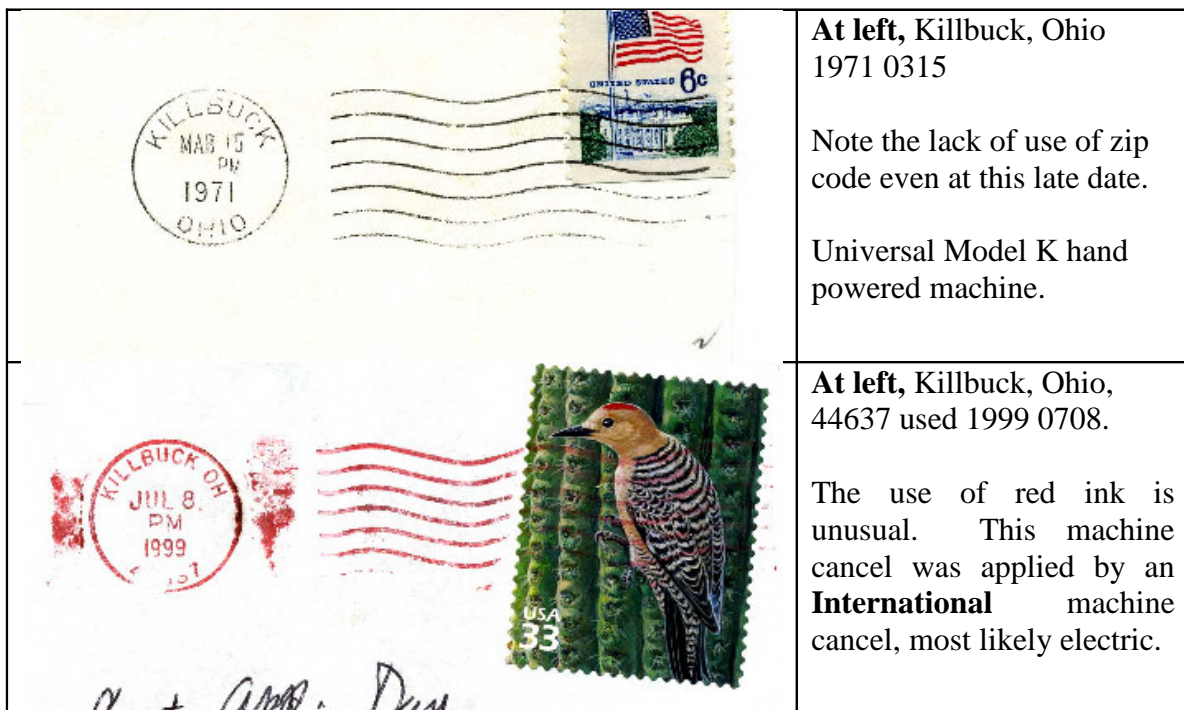 KILLBUCK
MAR 15
PM
1971
OHIO
UNITED STATES 6c
At left, Killbuck, Ohio
1971 0315
Note the lack of use of zip
code even at this late date.
Universal Model K hand
powered machine.
KILLBUCK OH
JUL 8,
PM
1999
USA
33
At left, Killbuck, Ohio,
44637 used 1999 0708.
The use of red ink is
unusual. This machine
cancel was applied by an
International machine
cancel, most likely electric.